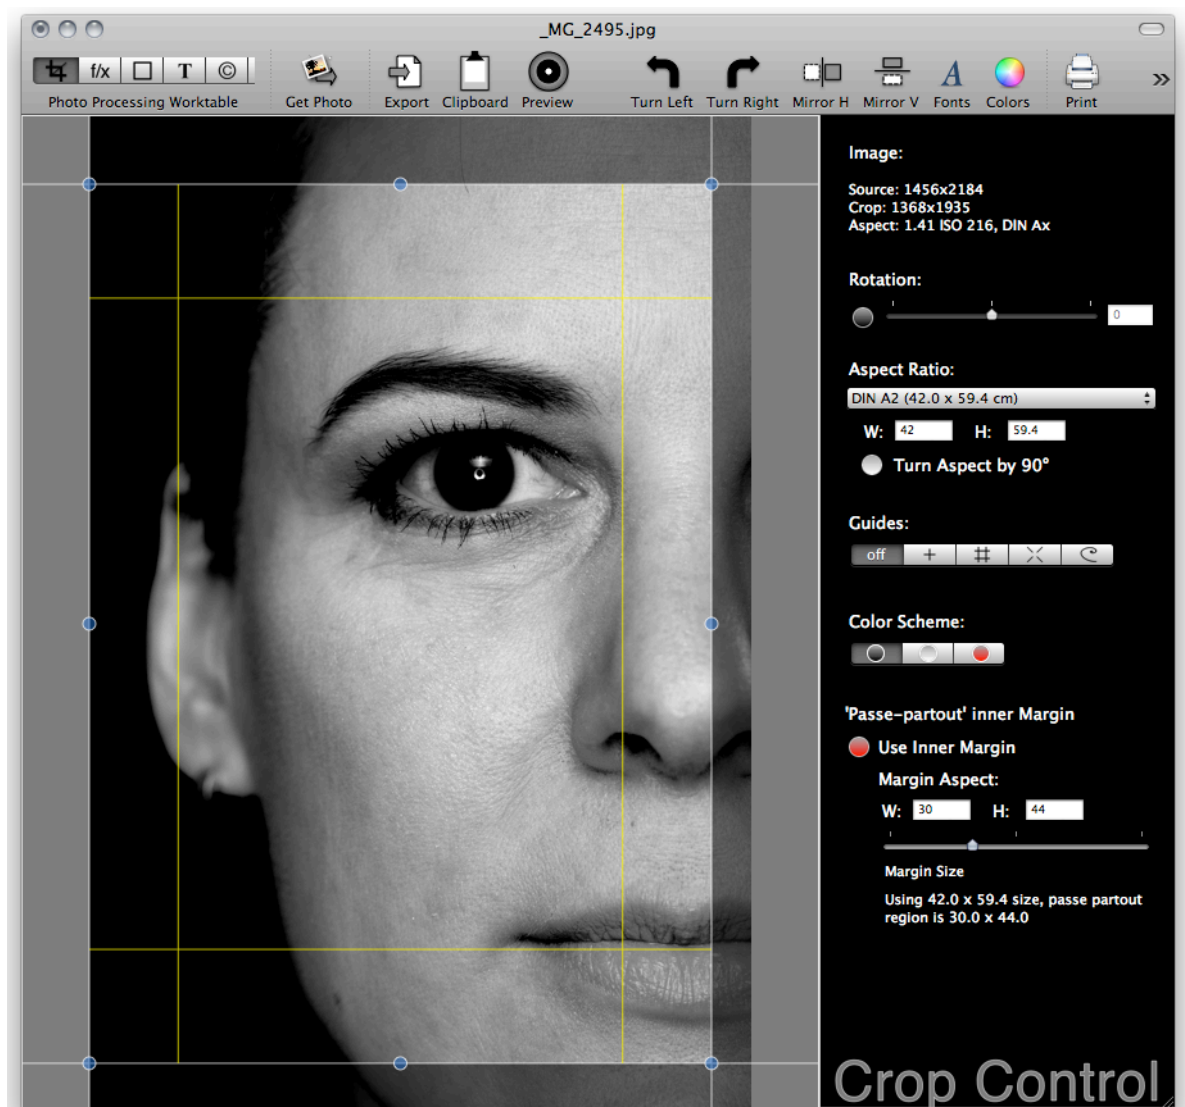 _MG_2495.jpg
f/x T ©
Photo Processing Worktable Get Photo Export Clipboard Preview Turn Left Turn Right Mirror H Mirror V Fonts Colors Print
A
»
Image:
Source: 1456x2184
Crop: 1368x1935
Aspect: 1.41 ISO 216, DIN Ax
Rotation:
0
Aspect Ratio:
DIN A2 (42.0 x 59.4 cm)
W: 42 H: 59.4
Turn Aspect by 90°
Guides:
off
Color Scheme:
'Passe-partout' inner Margin
Use Inner Margin
Margin Aspect:
W: 30 H: 44
Margin Size
Using 42.0 x 59.4 size, passe partout
region is 30.0 x 44.0
Crop Control